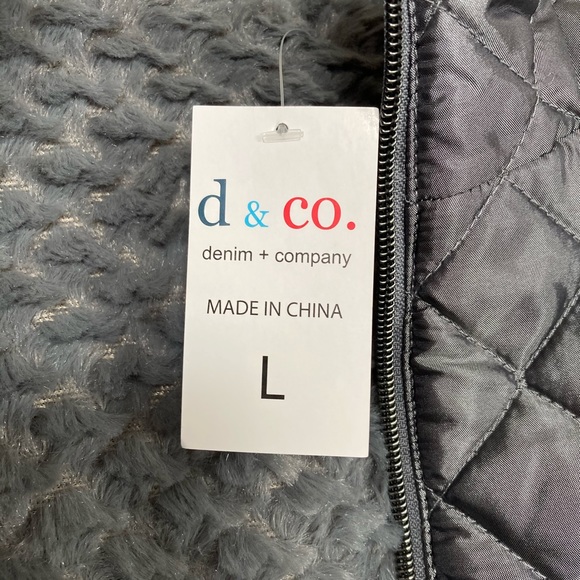 d & co.
denim + company
MADE IN CHINA
L